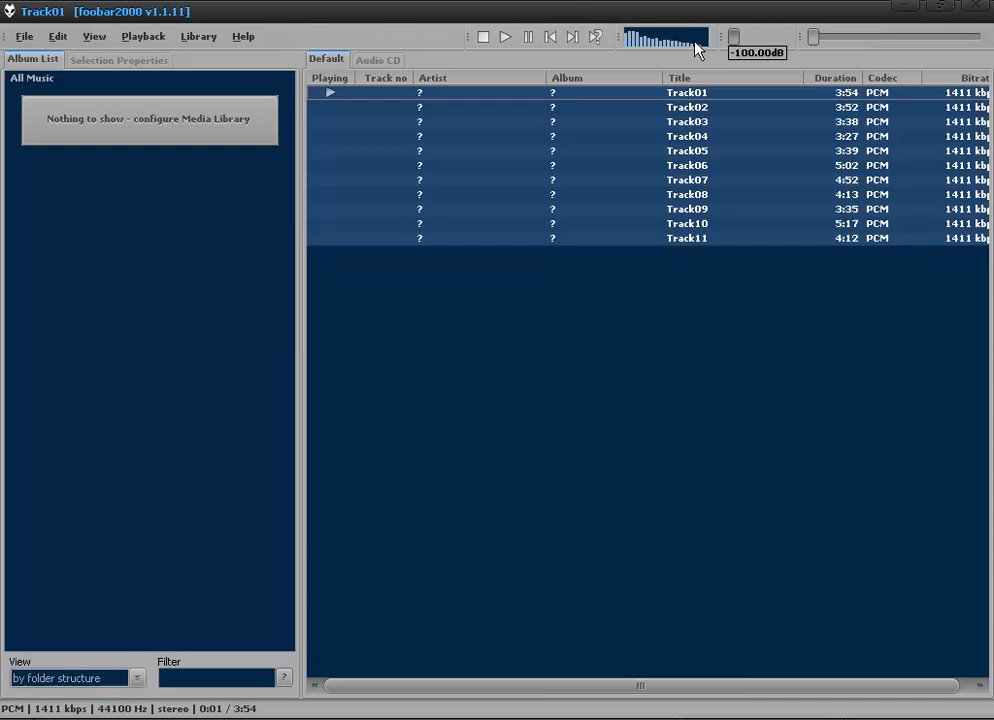 Track01 [foobar2000 v1.1.11]
File Edit View Playback Library Help
-100.00dB
Album List Selection Properties
Default Audio CD
All Music
Nothing to show - configure Media Library
Playing Track no Artist Album Title Duration Codec Bitrat
? ? Track01 3:54 PCM 1411 kbp
? ? Track02 3:52 PCM 1411 kbp
? ? Track03 3:38 PCM 1411 kbp
? ? Track04 3:27 PCM 1411 kbp
? ? Track05 3:39 PCM 1411 kbp
? ? Track06 5:02 PCM 1411 kbp
? ? Track07 4:52 PCM 1411 kbp
? ? Track08 4:13 PCM 1411 kbp
? ? Track09 3:35 PCM 1411 kbp
? ? Track10 5:17 PCM 1411 kbp
? ? Track11 4:12 PCM 1411 kbp
View Filter
by folder structure ?
PCM | 1411 kbps | 44100 Hz | stereo | 0:01 / 3:54